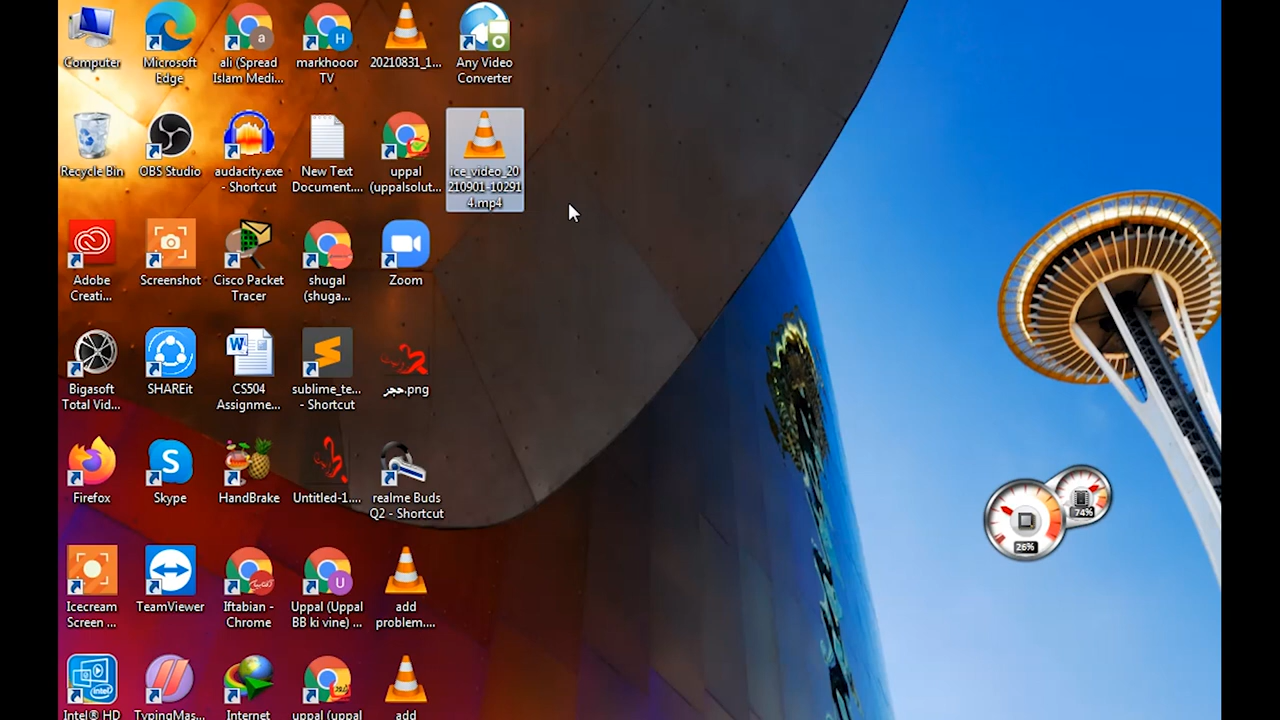 Computer
Microsoft
Edge
ali (Spread
Islam Medi...
markhooor
TV
20210831_1...
Any Video
Converter
Recycle Bin
OBS Studio
audacity.exe
- Shortcut
New Text
Document....
uppal
(uppalsolut...
ice_video_20
210901-10291
4.mp4
Adobe
Creati...
Screenshot
Cisco Packet
Tracer
shugal
(shuga...
Zoom
Bigasoft
Total Vid...
SHAREit
CS504
Assignme...
sublime_te...
- Shortcut
حجر.png
Firefox
Skype
HandBrake
Untitled-1....
realme Buds
Q2 - Shortcut
74%
26%
Icecream
Screen ...
TeamViewer
Iftabian -
Chrome
Uppal (Uppal
BB ki vine) ...
add
problem....
Intel® HD
TypingMas...
Internet
uppal (uppal
add